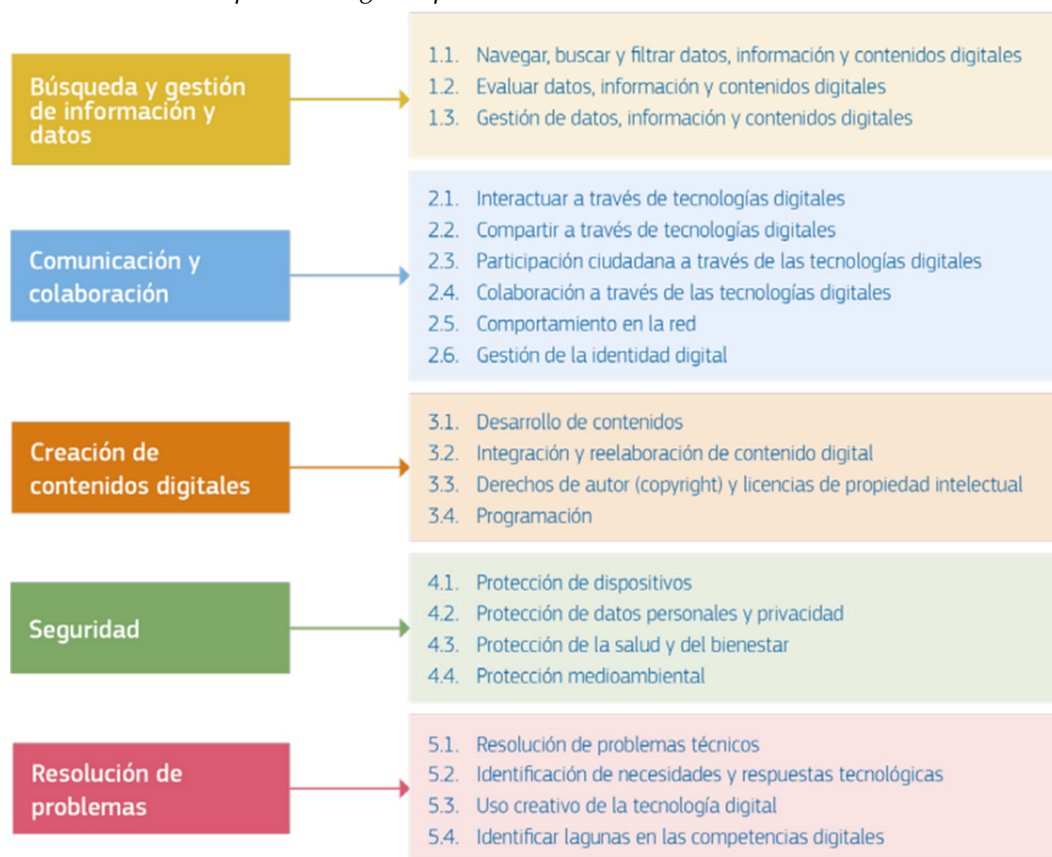 Búsqueda y gestión
de información y
datos
1.1. Navegar, buscar y filtrar datos, información y contenidos digitales
1.2. Evaluar datos, información y contenidos digitales
1.3. Gestión de datos, información y contenidos digitales
Comunicación y
colaboración
2.1. Interactuar a través de tecnologías digitales
2.2. Compartir a través de tecnologías digitales
2.3. Participación ciudadana a través de las tecnologías digitales
2.4. Colaboración a través de las tecnologías digitales
2.5. Comportamiento en la red
2.6. Gestión de la identidad digital
Creación de
contenidos digitales
3.1. Desarrollo de contenidos
3.2. Integración y reelaboración de contenido digital
3.3. Derechos de autor (copyright) y licencias de propiedad intelectual
3.4. Programación
Seguridad
4.1. Protección de dispositivos
4.2. Protección de datos personales y privacidad
4.3. Protección de la salud y del bienestar
4.4. Protección medioambiental
Resolución de
problemas
5.1. Resolución de problemas técnicos
5.2. Identificación de necesidades y respuestas tecnológicas
5.3. Uso creativo de la tecnología digital
5.4. Identificar lagunas en las competencias digitales